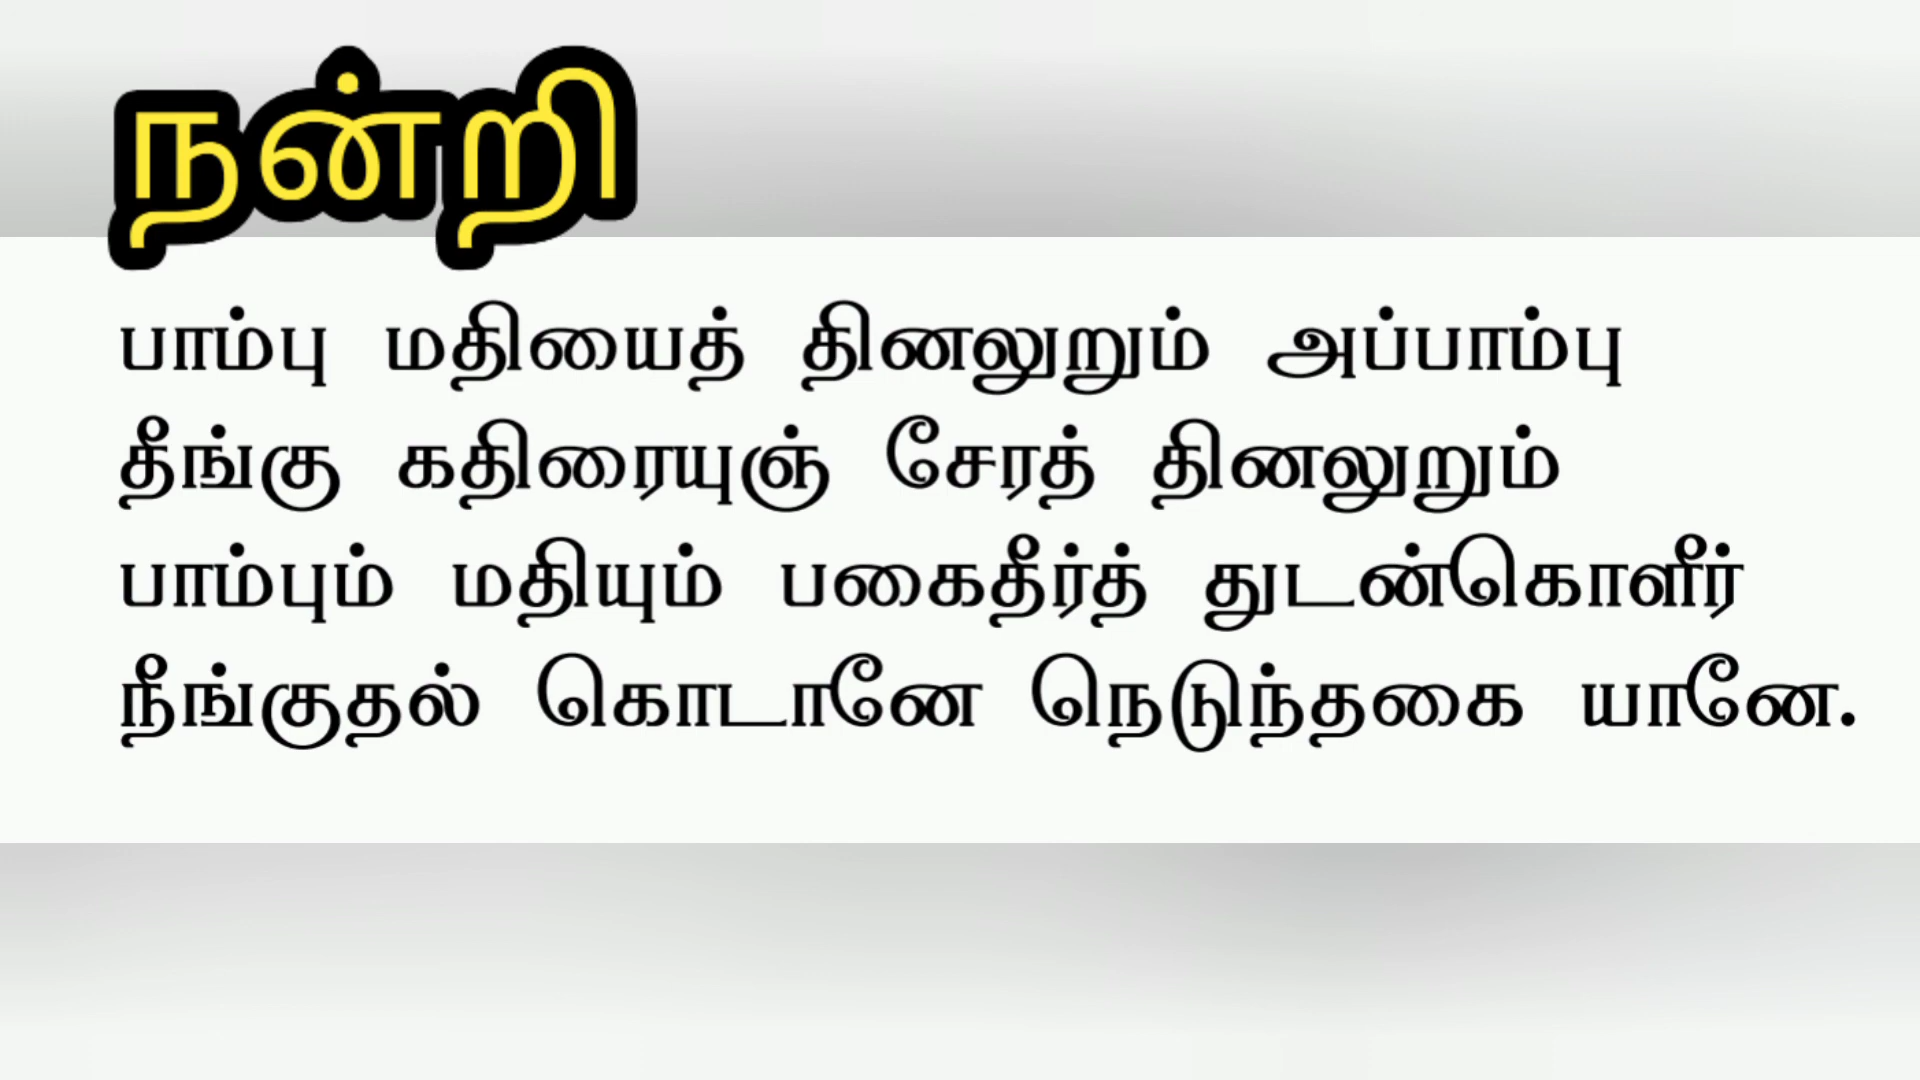 நன்றி
பாம்பு மதியைத் தினலுறும் அப்பாம்பு
தீங்கு கதிரையுஞ் சேரத் தினலுறும்
பாம்பும் மதியும் பகைதீர்த் துடன்கொளீர்
நீங்குதல் கொடானே நெடுந்தகை யானே.